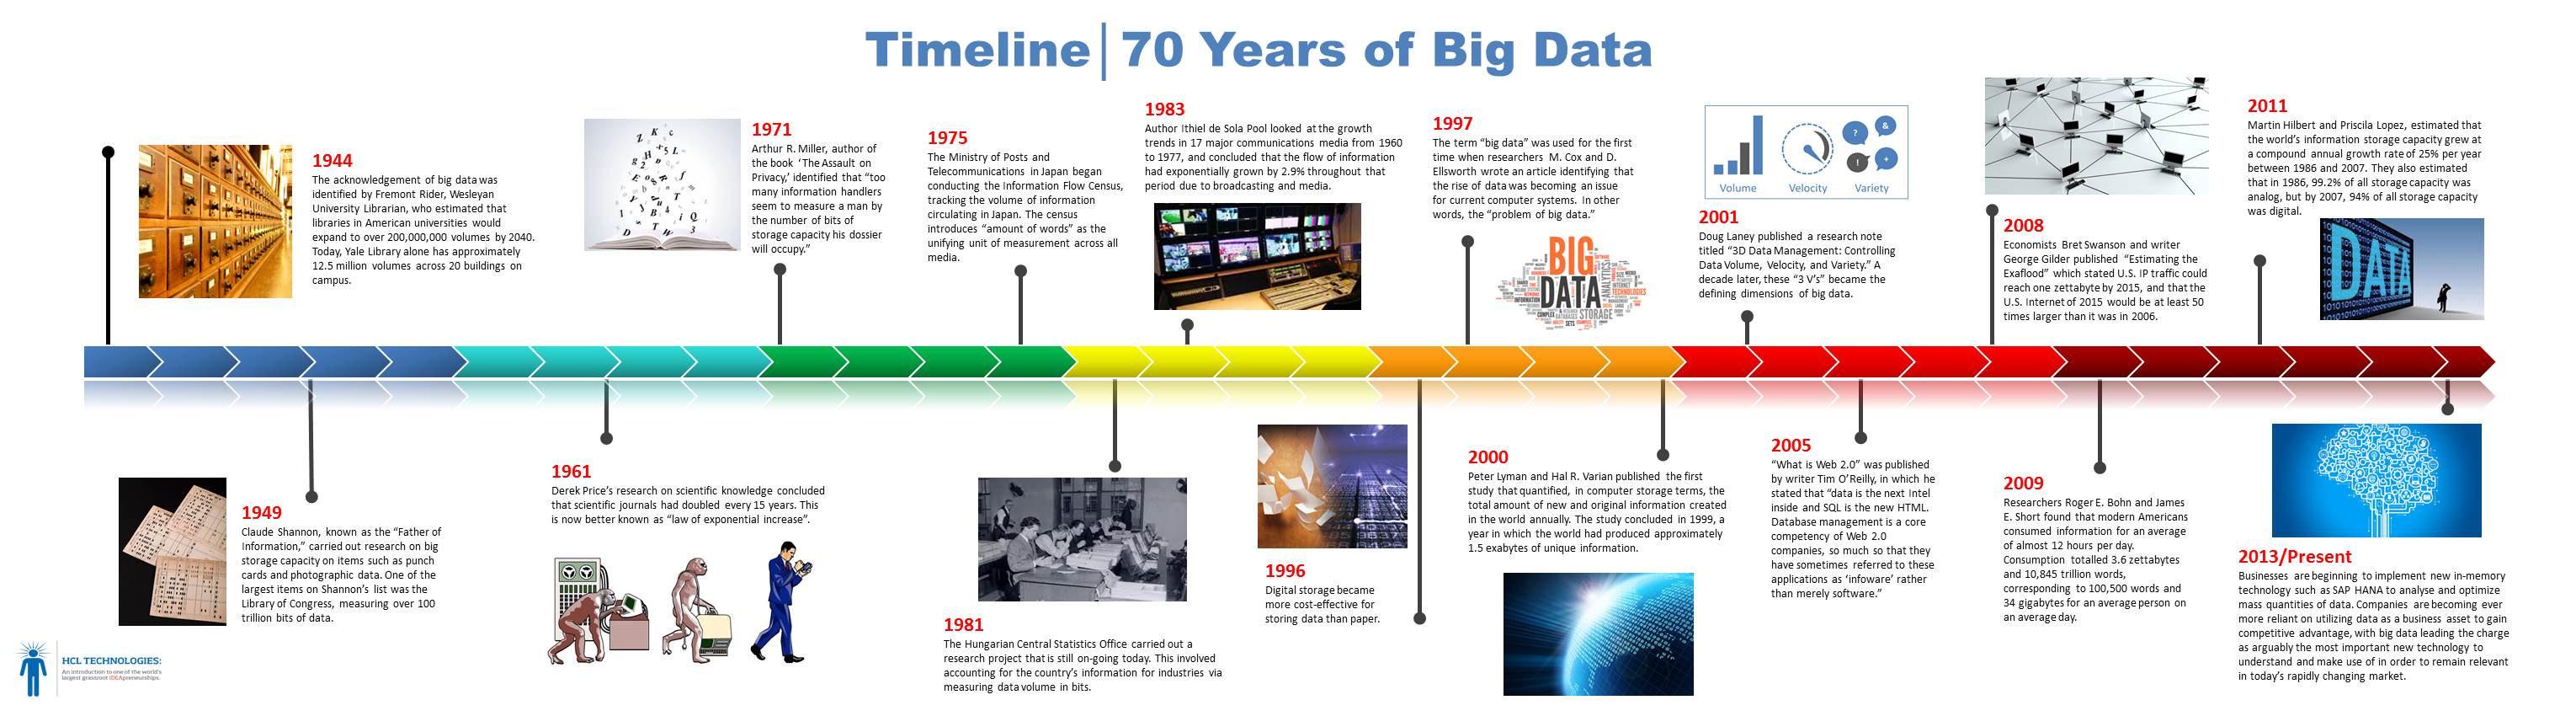 Timeline | 70 Years of Big Data
1944
The acknowledgement of big data was
identified by Fremont Rider, Wesleyan
University Librarian, who estimated that
libraries in American universities would
expand to over 200,000,000 volumes by 2040.
Today, Yale Library alone has approximately
12.5 million volumes across 20 buildings on
campus.
1949
Claude Shannon, known as the “Father of
Information,” carried out research on big
storage capacity on items such as punch
cards and photographic data. One of the
largest items on Shannon’s list was the
Library of Congress, measuring over 100
trillion bits of data.
1961
Derek Price’s research on scientific knowledge concluded
that scientific journals had doubled every 15 years. This
is now better known as “law of exponential increase”.
1971
Arthur R. Miller, author of
the book ‘The Assault on
Privacy,’ identified that “too
many information handlers
seem to measure a man by
the number of bits of
storage capacity his dossier
will occupy.”
1975
The Ministry of Posts and
Telecommunications in Japan began
conducting the Information Flow Census,
tracking the volume of information
circulating in Japan. The census
introduces “amount of words” as the
unifying unit of measurement across all
media.
1981
The Hungarian Central Statistics Office carried out a
research project that is still on-going today. This involved
accounting for the country’s information for industries via
measuring data volume in bits.
1983
Author Ithiel de Sola Pool looked at the growth
trends in 17 major communications media from 1960
to 1977, and concluded that the flow of information
had exponentially grown by 2.9% throughout that
period due to broadcasting and media.
1996
Digital storage became
more cost-effective for
storing data than paper.
1997
The term “big data” was used for the first
time when researchers M. Cox and D.
Ellsworth wrote an article identifying that
the rise of data was becoming an issue
for current computer systems. In other
words, the “problem of big data.”
BIG
DATA
ANALYTICS
TECHNOLOGIES
INFORMATION
STORAGE
COMPLEX
SETS
2000
Peter Lyman and Hal R. Varian published the first
study that quantified, in computer storage terms, the
total amount of new and original information created
in the world annually. The study concluded in 1999, a
year in which the world had produced approximately
1.5 exabytes of unique information.
Volume Velocity Variety
? & ! +
2001
Doug Laney published a research note
titled “3D Data Management: Controlling
Data Volume, Velocity, and Variety.” A
decade later, these “3 V’s” became the
defining dimensions of big data.
2005
“What is Web 2.0” was published
by writer Tim O’Reilly, in which he
stated that “data is the next Intel
inside and SQL is the new HTML.
Database management is a core
competency of Web 2.0
companies, so much so that they
have sometimes referred to these
applications as ‘infoware’ rather
than merely software.”
2008
Economists Bret Swanson and writer
George Gilder published “Estimating the
Exaflood” which stated U.S. IP traffic could
reach one zettabyte by 2015, and that the
U.S. Internet of 2015 would be at least 50
times larger than it was in 2006.
2009
Researchers Roger E. Bohn and James
E. Short found that modern Americans
consumed information for an average
of almost 12 hours per day.
Consumption totalled 3.6 zettabytes
and 10,845 trillion words,
corresponding to 100,500 words and
34 gigabytes for an average person on
an average day.
2011
Martin Hilbert and Priscila Lopez, estimated that
the world’s information storage capacity grew at
a compound annual growth rate of 25% per year
between 1986 and 2007. They also estimated
that in 1986, 99.2% of all storage capacity was
analog, but by 2007, 94% of all storage capacity
was digital.
DATA
2013/Present
Businesses are beginning to implement new in-memory
technology such as SAP HANA to analyse and optimize
mass quantities of data. Companies are becoming ever
more reliant on utilizing data as a business asset to gain
competitive advantage, with big data leading the charge
as arguably the most important new technology to
understand and make use of in order to remain relevant
in today’s rapidly changing market.
HCL TECHNOLOGIES:
An introduction to one of the world's
largest grassroot IDEApreneurships.